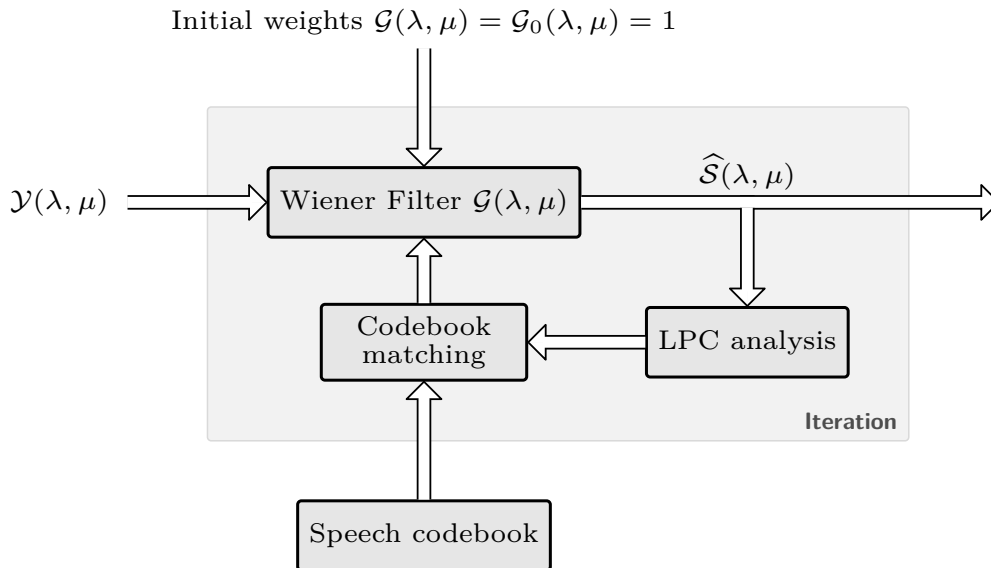 Initial weights 𝒢(λ, μ) = 𝒢₀(λ, μ) = 1
𝒴(λ, μ)
Wiener Filter 𝒢(λ, μ)
𝒮̂(λ, μ)
Codebook
matching
LPC analysis
Iteration
Speech codebook